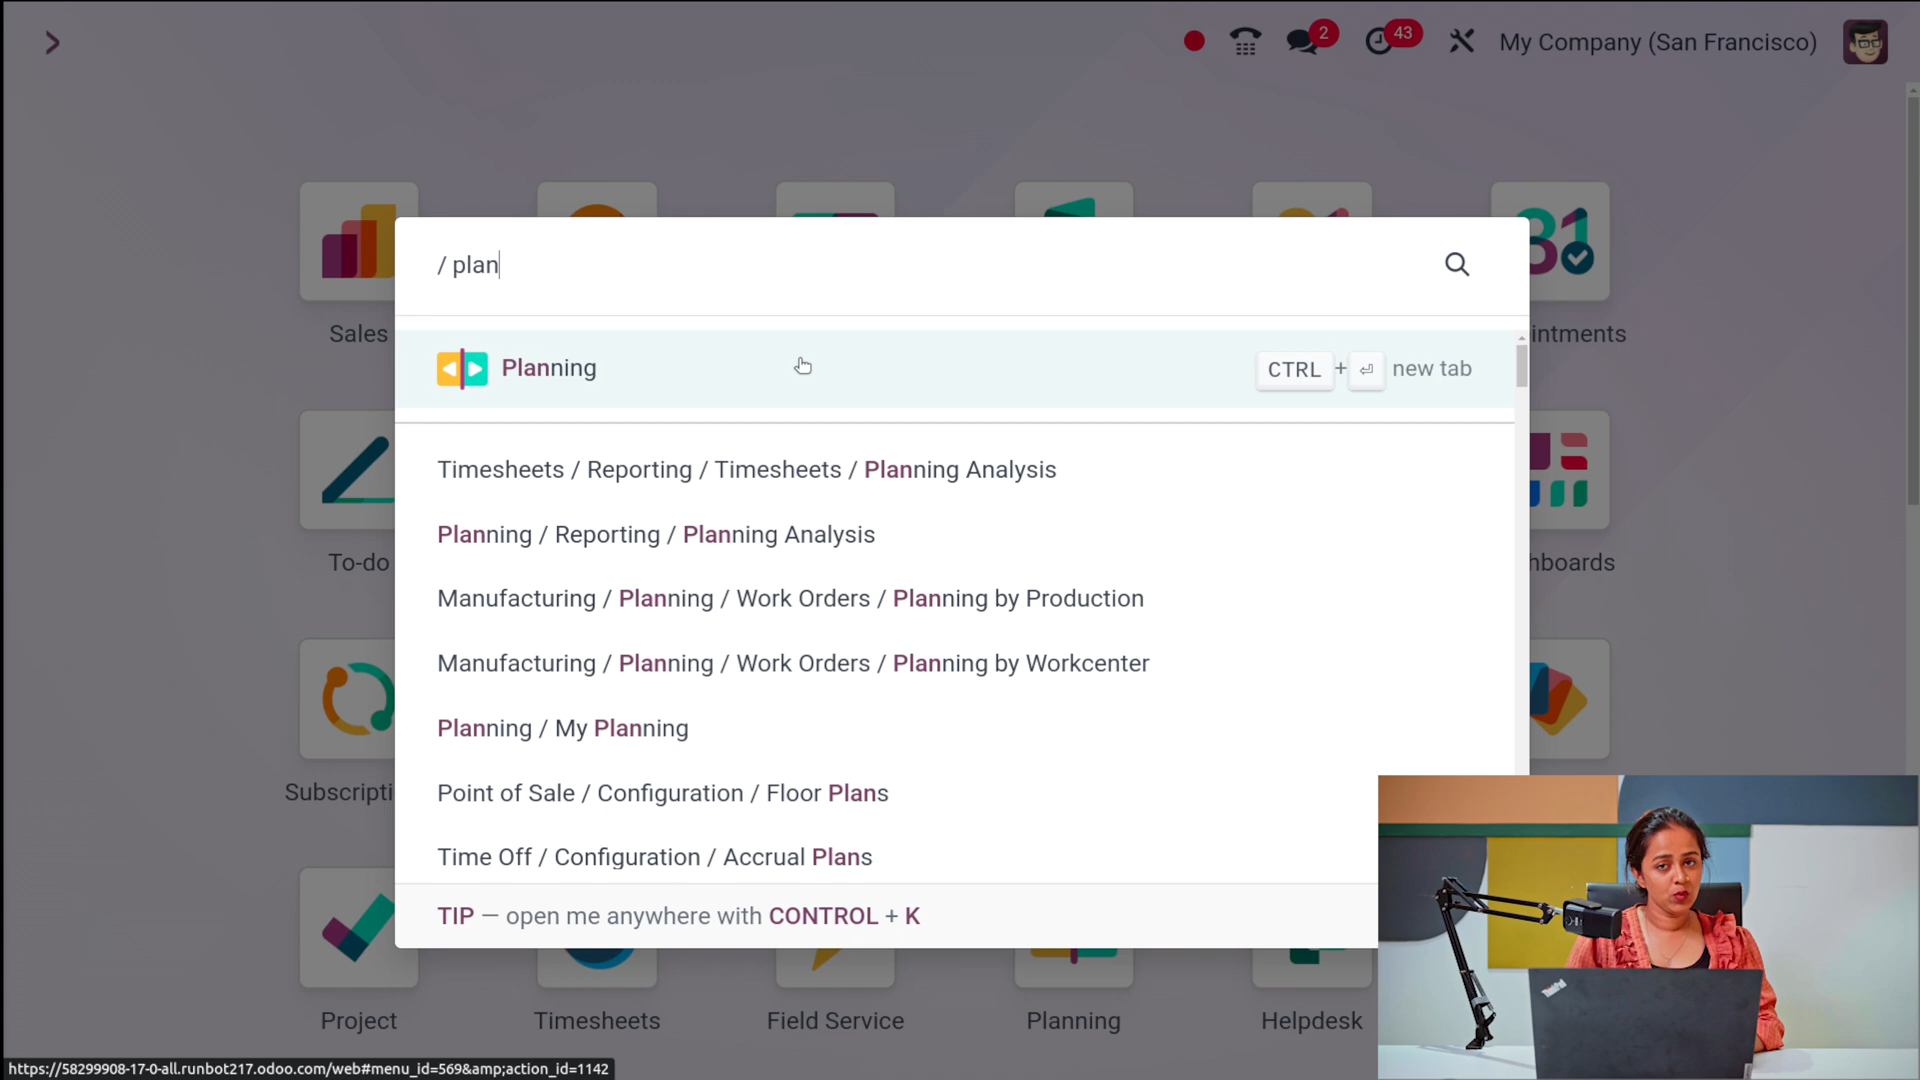 2
43
My Company (San Francisco)
/ plan
Planning
CTRL + ⏎ new tab
Sales
intments
Timesheets / Reporting / Timesheets / Planning Analysis
Planning / Reporting / Planning Analysis
To-do
hboards
Manufacturing / Planning / Work Orders / Planning by Production
Manufacturing / Planning / Work Orders / Planning by Workcenter
Planning / My Planning
Point of Sale / Configuration / Floor Plans
Subscripti
Time Off / Configuration / Accrual Plans
TIP — open me anywhere with CONTROL + K
Project
Timesheets
Field Service
Planning
Helpdesk
ThinkPad
https://58299908-17-0-all.runbot217.odoo.com/web#menu_id=569&amp;action_id=1142